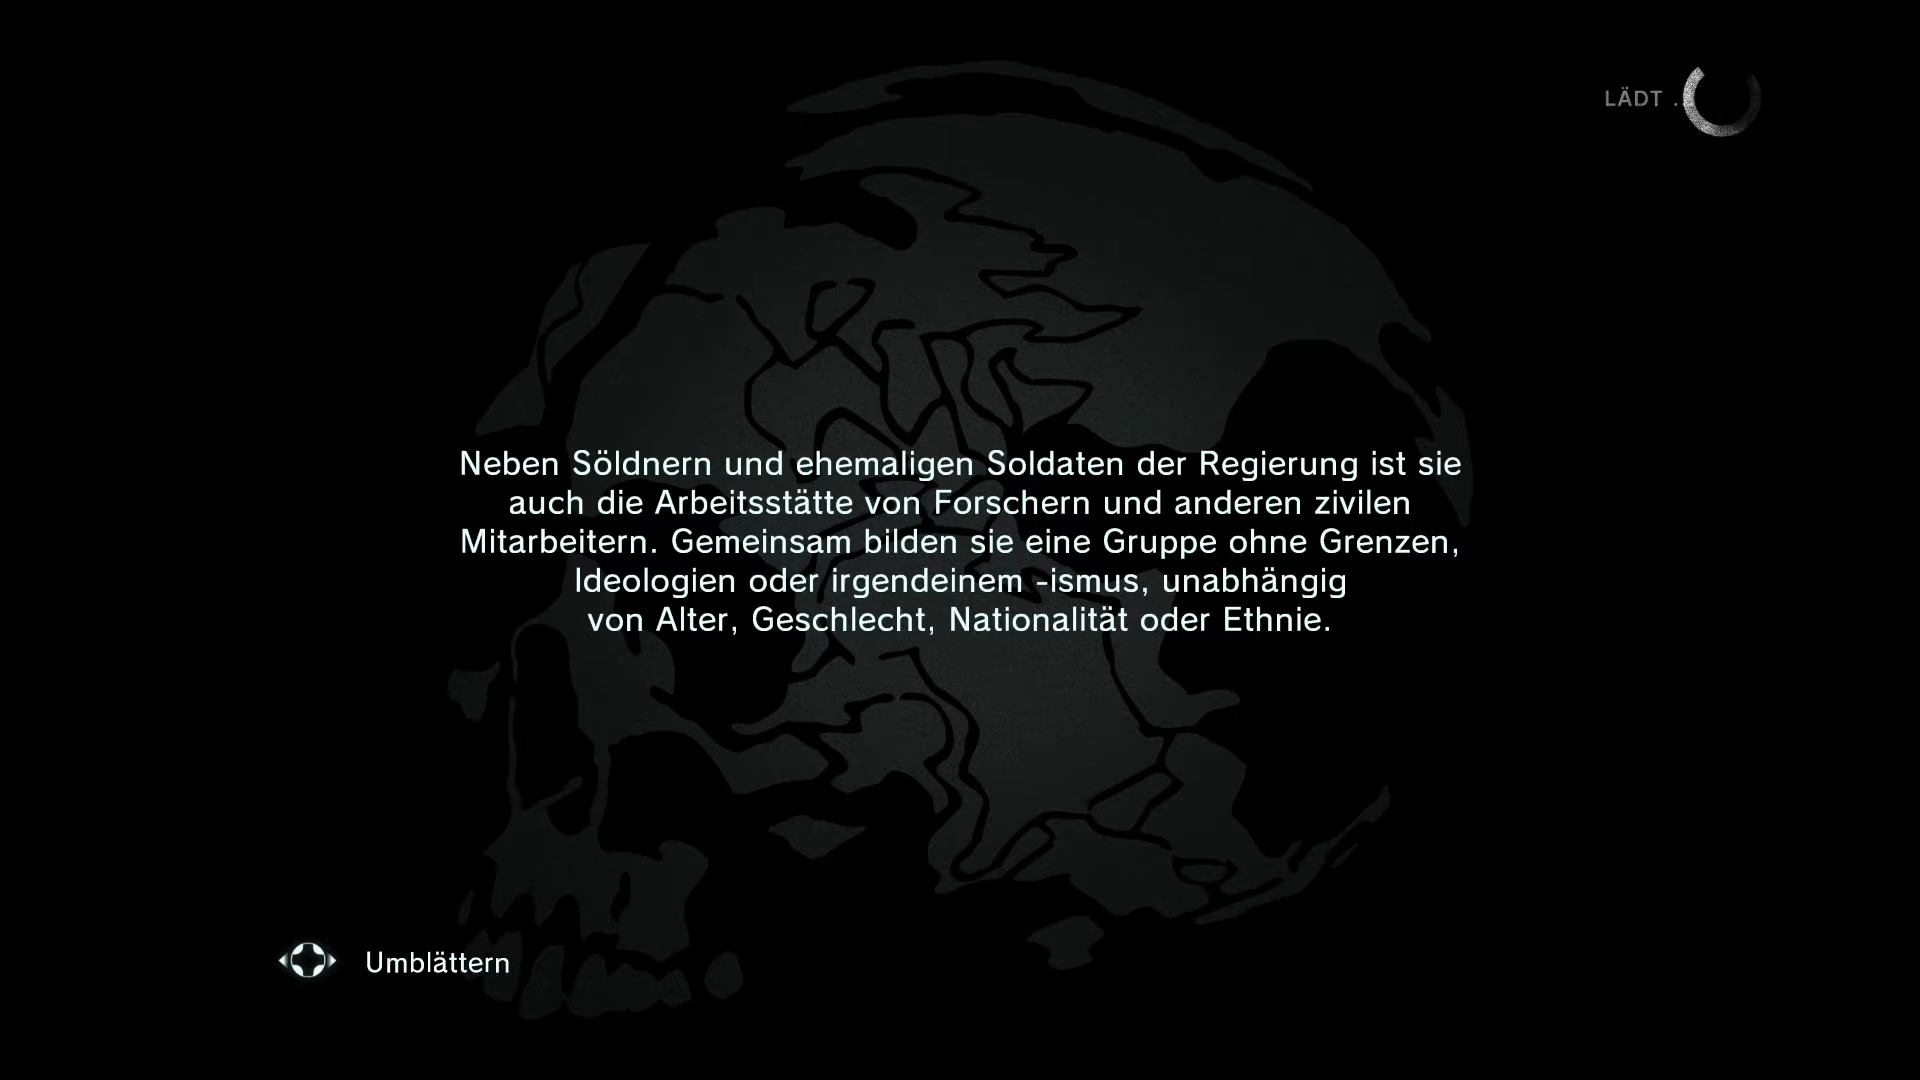 LÄDT ..
Neben Söldnern und ehemaligen Soldaten der Regierung ist sie
auch die Arbeitsstätte von Forschern und anderen zivilen
Mitarbeitern. Gemeinsam bilden sie eine Gruppe ohne Grenzen,
Ideologien oder irgendeinem -ismus, unabhängig
von Alter, Geschlecht, Nationalität oder Ethnie.
Umblättern